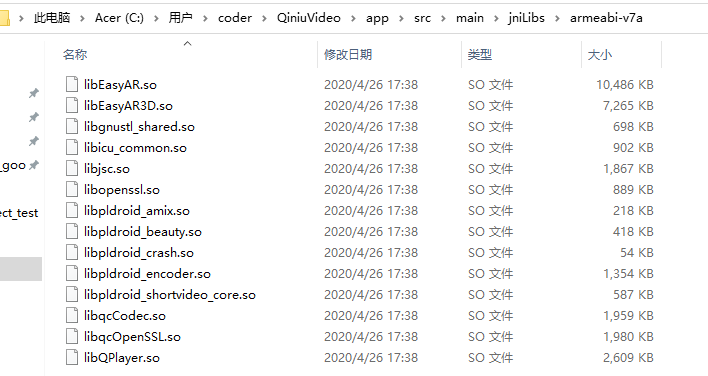 此电脑 > Acer (C:) > 用户 > coder > QiniuVideo > app > src > main > jniLibs > armeabi-v7a
名称 修改日期 类型 大小
libEasyAR.so 2020/4/26 17:38 SO 文件 10,486 KB
libEasyAR3D.so 2020/4/26 17:38 SO 文件 7,265 KB
libgnustl_shared.so 2020/4/26 17:38 SO 文件 698 KB
libicu_common.so 2020/4/26 17:38 SO 文件 902 KB
_goo libjsc.so 2020/4/26 17:38 SO 文件 1,867 KB
libopenssl.so 2020/4/26 17:38 SO 文件 889 KB
ect_test libpldroid_amix.so 2020/4/26 17:38 SO 文件 218 KB
libpldroid_beauty.so 2020/4/26 17:38 SO 文件 418 KB
libpldroid_crash.so 2020/4/26 17:38 SO 文件 54 KB
libpldroid_encoder.so 2020/4/26 17:38 SO 文件 1,354 KB
libpldroid_shortvideo_core.so 2020/4/26 17:38 SO 文件 587 KB
libqcCodec.so 2020/4/26 17:38 SO 文件 1,959 KB
libqcOpenSSL.so 2020/4/26 17:38 SO 文件 1,980 KB
libQPlayer.so 2020/4/26 17:38 SO 文件 2,609 KB